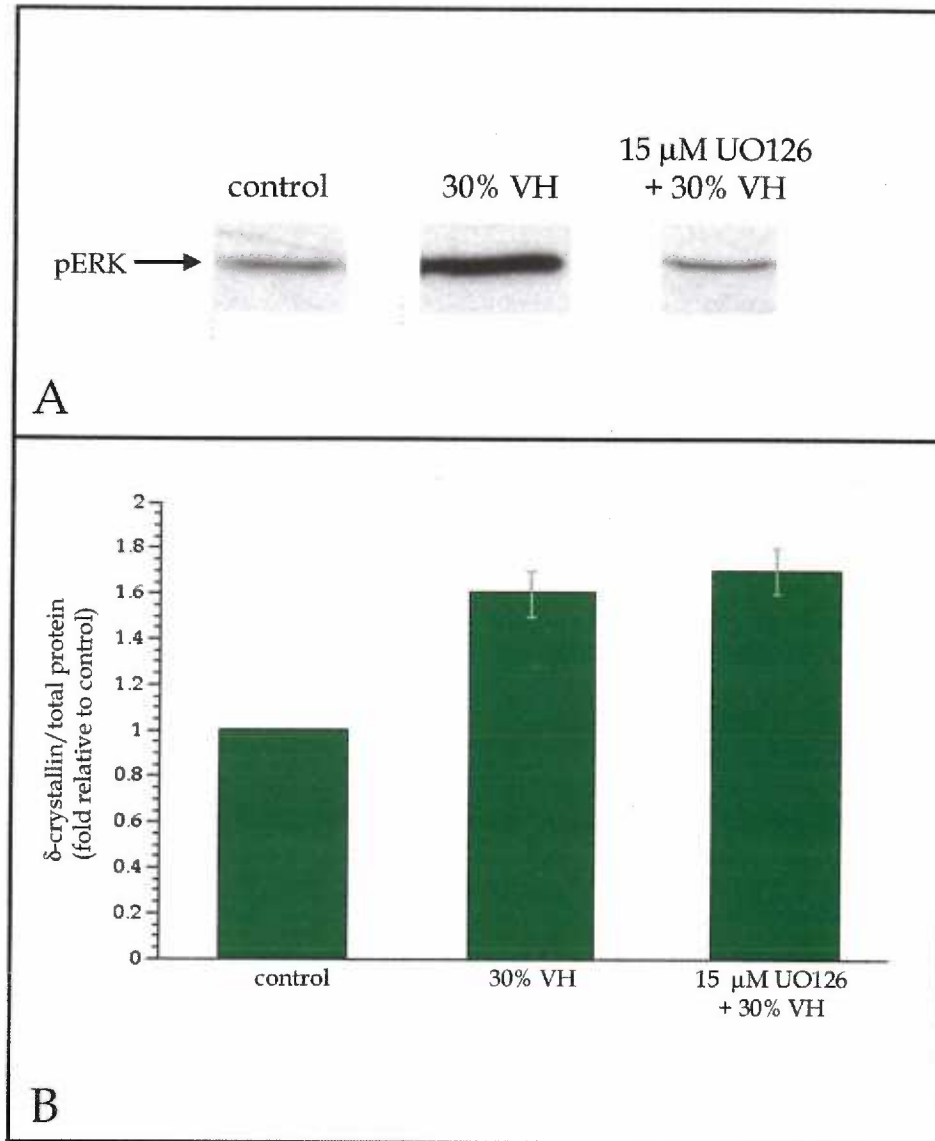 control
30% VH
15 μM UO126
+ 30% VH
pERK
A
δ-crystallin/total protein
(fold relative to control)
2
1.8
1.6
1.4
1.2
1
0.8
0.6
0.4
0.2
0
control
30% VH
15 μM UO126
+ 30% VH
B